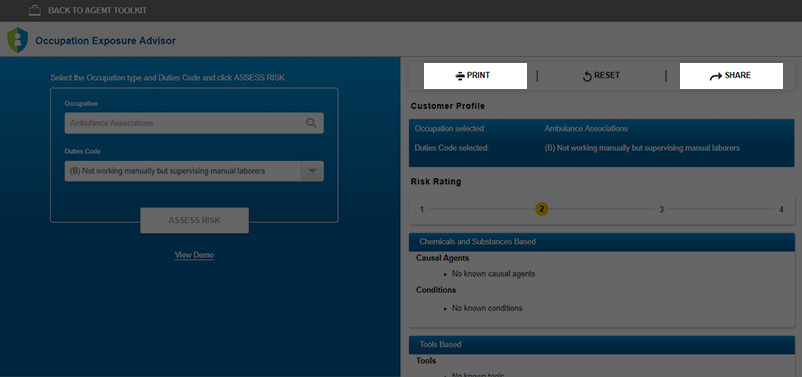 BACK TO AGENT TOOLKIT
Occupation Exposure Advisor
Select the Occupation type and Duties Code and click ASSESS RISK.
Occupation
Ambulance Associations
Duties Code
(B) Not working manually but supervising manual laborers
ASSESS RISK
View Demo
PRINT | RESET | SHARE
Customer Profile
Occupation selected: Ambulance Associations
Duties Code selected: (B) Not working manually but supervising manual laborers
Risk Rating
1 2 3 4
Chemicals and Substances Based
Causal Agents
• No known causal agents
Conditions
• No known conditions
Tools Based
Tools
• No known tools